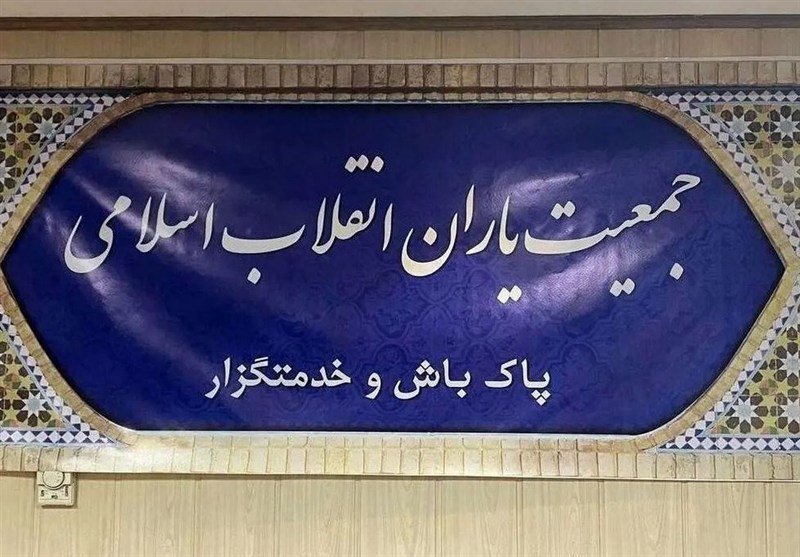 جمعیت یاران انقلاب اسلامی
پاک باش و خدمتگزار